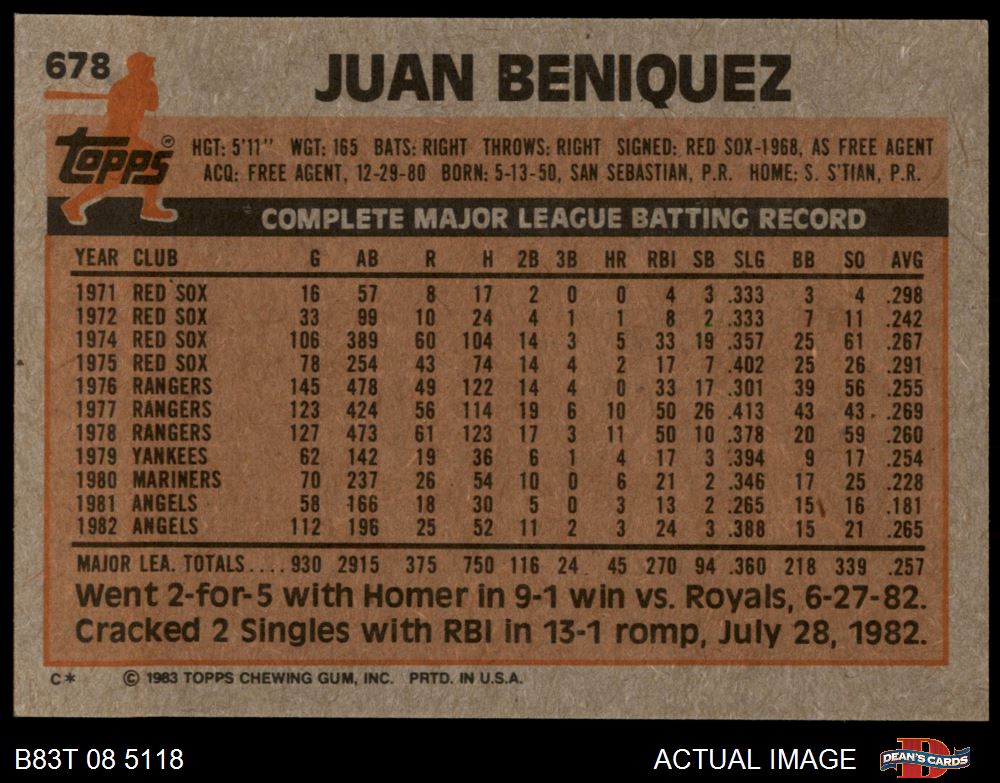 678
JUAN BENIQUEZ
Topps®
HGT: 5'11" WGT: 165 BATS: RIGHT THROWS: RIGHT SIGNED: RED SOX-1968, AS FREE AGENT
ACQ: FREE AGENT, 12-29-80 BORN: 5-13-50, SAN SEBASTIAN, P.R. HOME: S. S'TIAN, P.R.
COMPLETE MAJOR LEAGUE BATTING RECORD
YEAR CLUB G AB R H 2B 3B HR RBI SB SLG BB SO AVG
1971 RED SOX 16 57 8 17 2 0 0 4 3 .333 3 4 .298
1972 RED SOX 33 99 10 24 4 1 1 8 2 .333 7 11 .242
1974 RED SOX 106 389 60 104 14 3 5 33 19 .357 25 61 .267
1975 RED SOX 78 254 43 74 14 4 2 17 7 .402 25 26 .291
1976 RANGERS 145 478 49 122 14 4 0 33 17 .301 39 56 .255
1977 RANGERS 123 424 56 114 19 6 10 50 26 .413 43 43 .269
1978 RANGERS 127 473 61 123 17 3 11 50 10 .378 20 59 .260
1979 YANKEES 62 142 19 36 6 1 4 17 3 .394 9 17 .254
1980 MARINERS 70 237 26 54 10 0 6 21 2 .346 17 25 .228
1981 ANGELS 58 166 18 30 5 0 3 13 2 .265 15 16 .181
1982 ANGELS 112 196 25 52 11 2 3 24 3 .388 15 21 .265
MAJOR LEA. TOTALS.... 930 2915 375 750 116 24 45 270 94 .360 218 339 .257
Went 2-for-5 with Homer in 9-1 win vs. Royals, 6-27-82.
Cracked 2 Singles with RBI in 13-1 romp, July 28, 1982.
C* © 1983 TOPPS CHEWING GUM, INC. PRTD. IN U.S.A.
B83T 08 5118 ACTUAL IMAGE DEAN'S CARDS